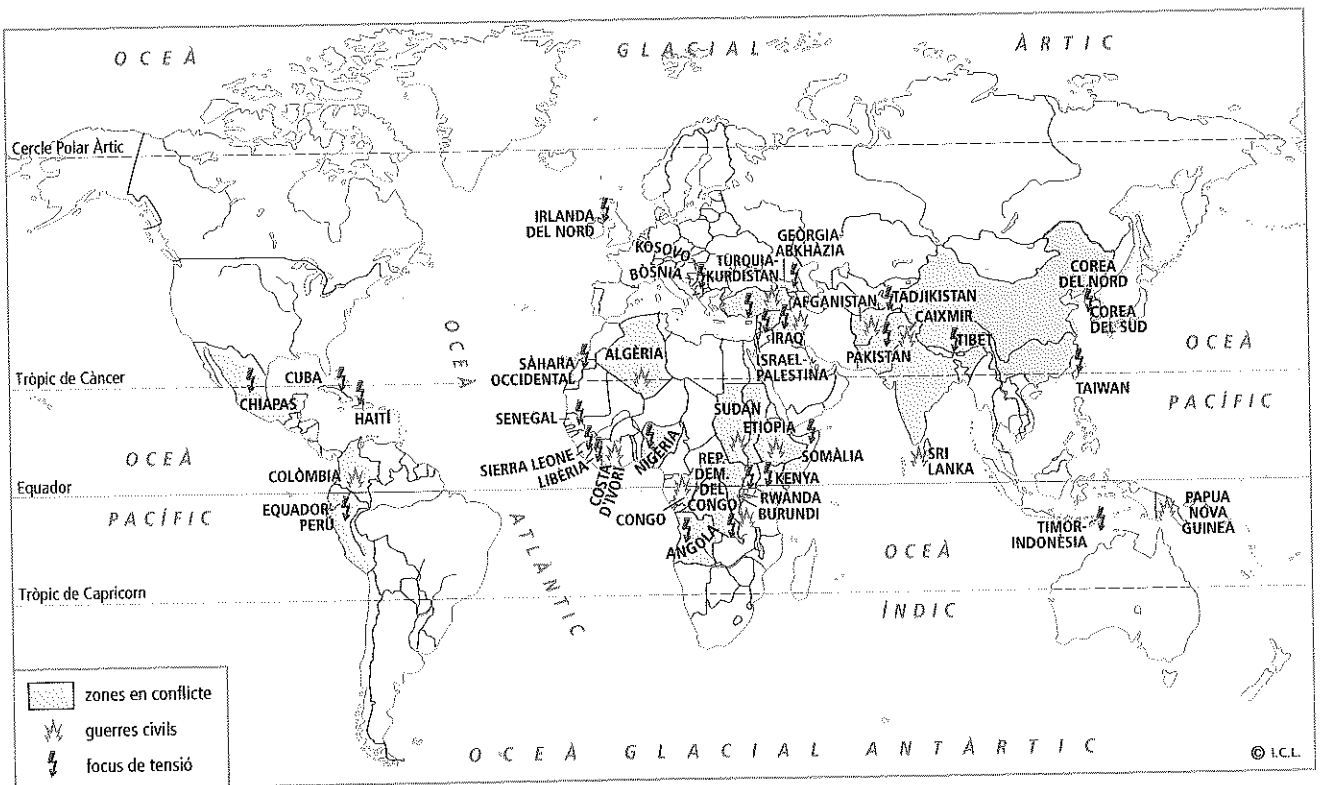 OCEÀ
GLACIAL
ÀRTIC
Cercle Polar Àrtic
IRLANDA
DEL NORD
KOSOVO
BÒSNIA
TURQUIA-
KURDISTAN
GEÒRGIA-
ABKHÀZIA
AFGANISTAN
TADJIKISTAN
CAIXMIR
COREA
DEL NORD
COREA
DEL SUD
IRAQ
ISRAEL-
PALESTINA
PAKISTAN
TIBET
OCEÀ
PACÍFIC
OCEÀ
ATLÀNTIC
SÀHARA
OCCIDENTAL
ALGÈRIA
Tròpic de Càncer
CUBA
CHIAPAS
HAITÍ
TAIWAN
SENEGAL
SUDAN
ETIÒPIA
SOMÀLIA
SIERRA LEONE
LIBÈRIA
COSTA
D'IVORI
NIGÈRIA
REP.
DEM.
DEL
CONGO
KENYA
RWANDA
BURUNDI
SRI
LANKA
OCEÀ
PACÍFIC
COLÒMBIA
Equador
EQUADOR-
PERÚ
CONGO
ANGOLA
TIMOR-
INDONÈSIA
PAPUA
NOVA
GUINEA
OCEÀ
ÍNDIC
Tròpic de Capricorn
zones en conflicte
guerres civils
focus de tensió
OCEÀ GLACIAL ANTÀRTIC
© I.C.L.